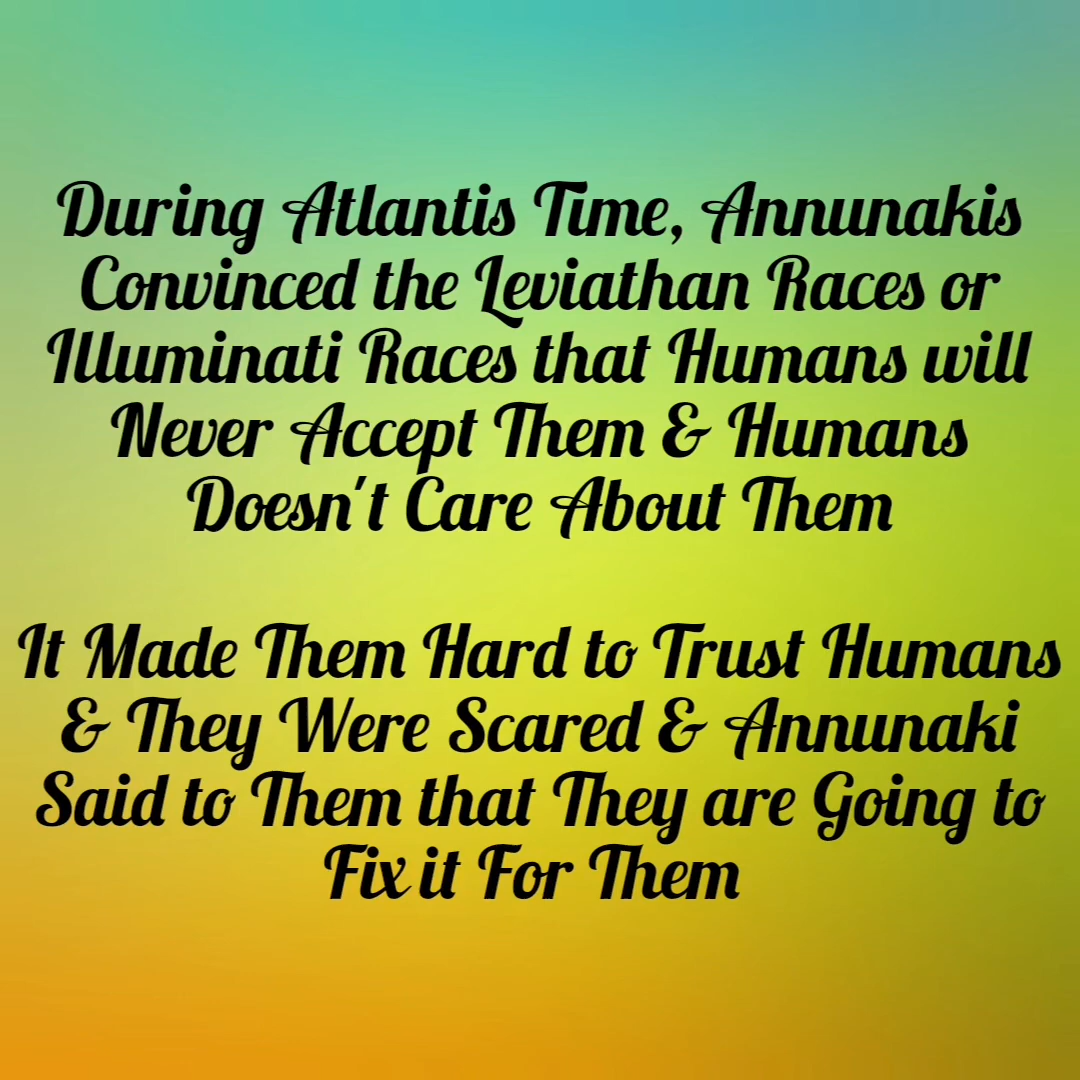 During Atlantis Time, Annunakis
Convinced the Leviathan Races or
Illuminati Races that Humans will
Never Accept Them & Humans
Doesn't Care About Them
It Made Them Hard to Trust Humans
& They Were Scared & Annunaki
Said to Them that They are Going to
Fix it For Them